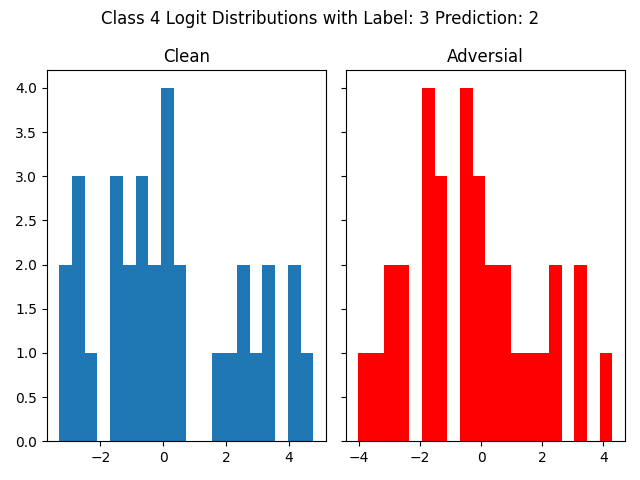 Class 4 Logit Distributions with Label: 3 Prediction: 2
Clean
Adversial
4.0
3.5
3.0
2.5
2.0
1.5
1.0
0.5
0.0
−2 0 2 4
−4 −2 0 2 4